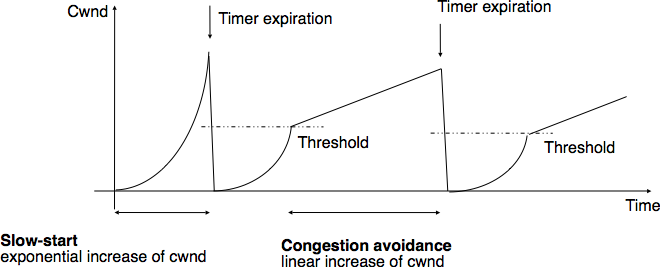 Cwnd
Timer expiration
Timer expiration
Threshold
Threshold
Time
Slow-start
exponential increase of cwnd
Congestion avoidance
linear increase of cwnd